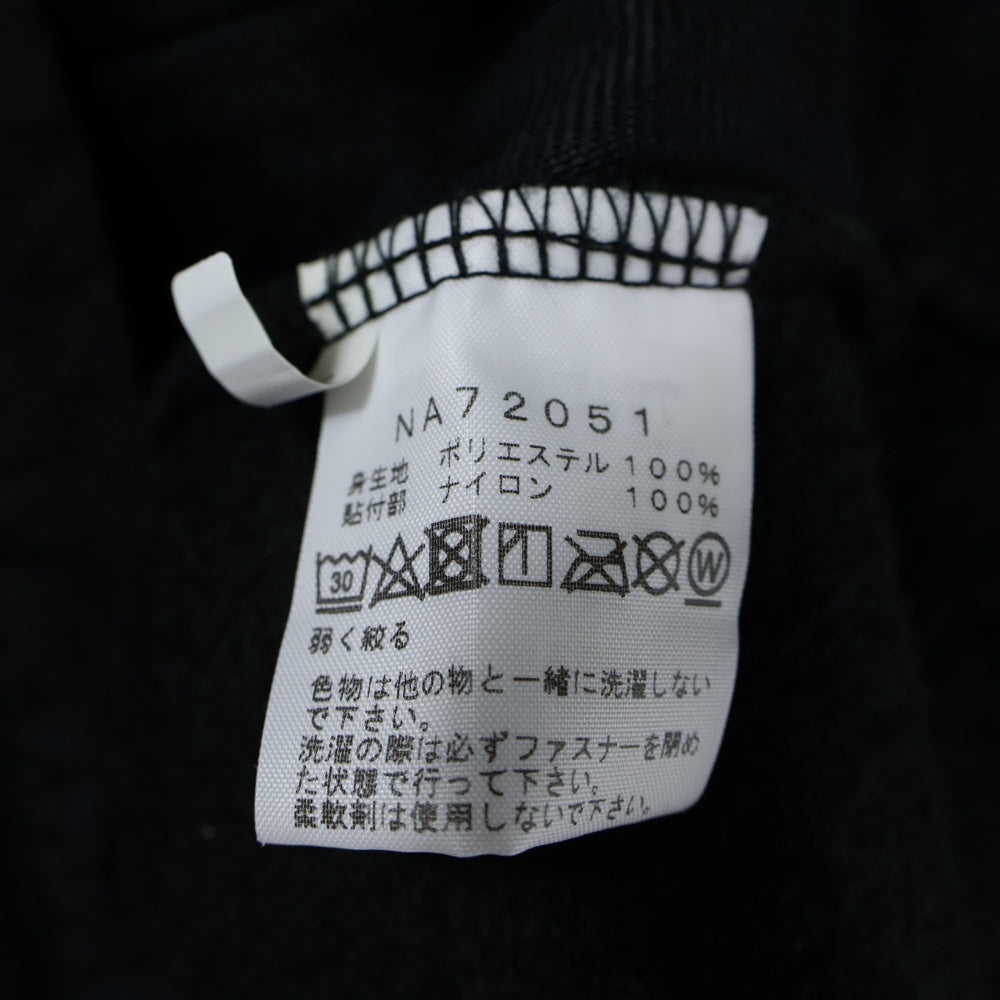 NA72051
身生地 ポリエステル 100%
貼付部 ナイロン 100%
30 W
弱く絞る
色物は他の物と一緒に洗濯しない
で下さい。
洗濯の際は必ずファスナーを閉め
た状態で行って下さい。
柔軟剤は使用しないで下さい。